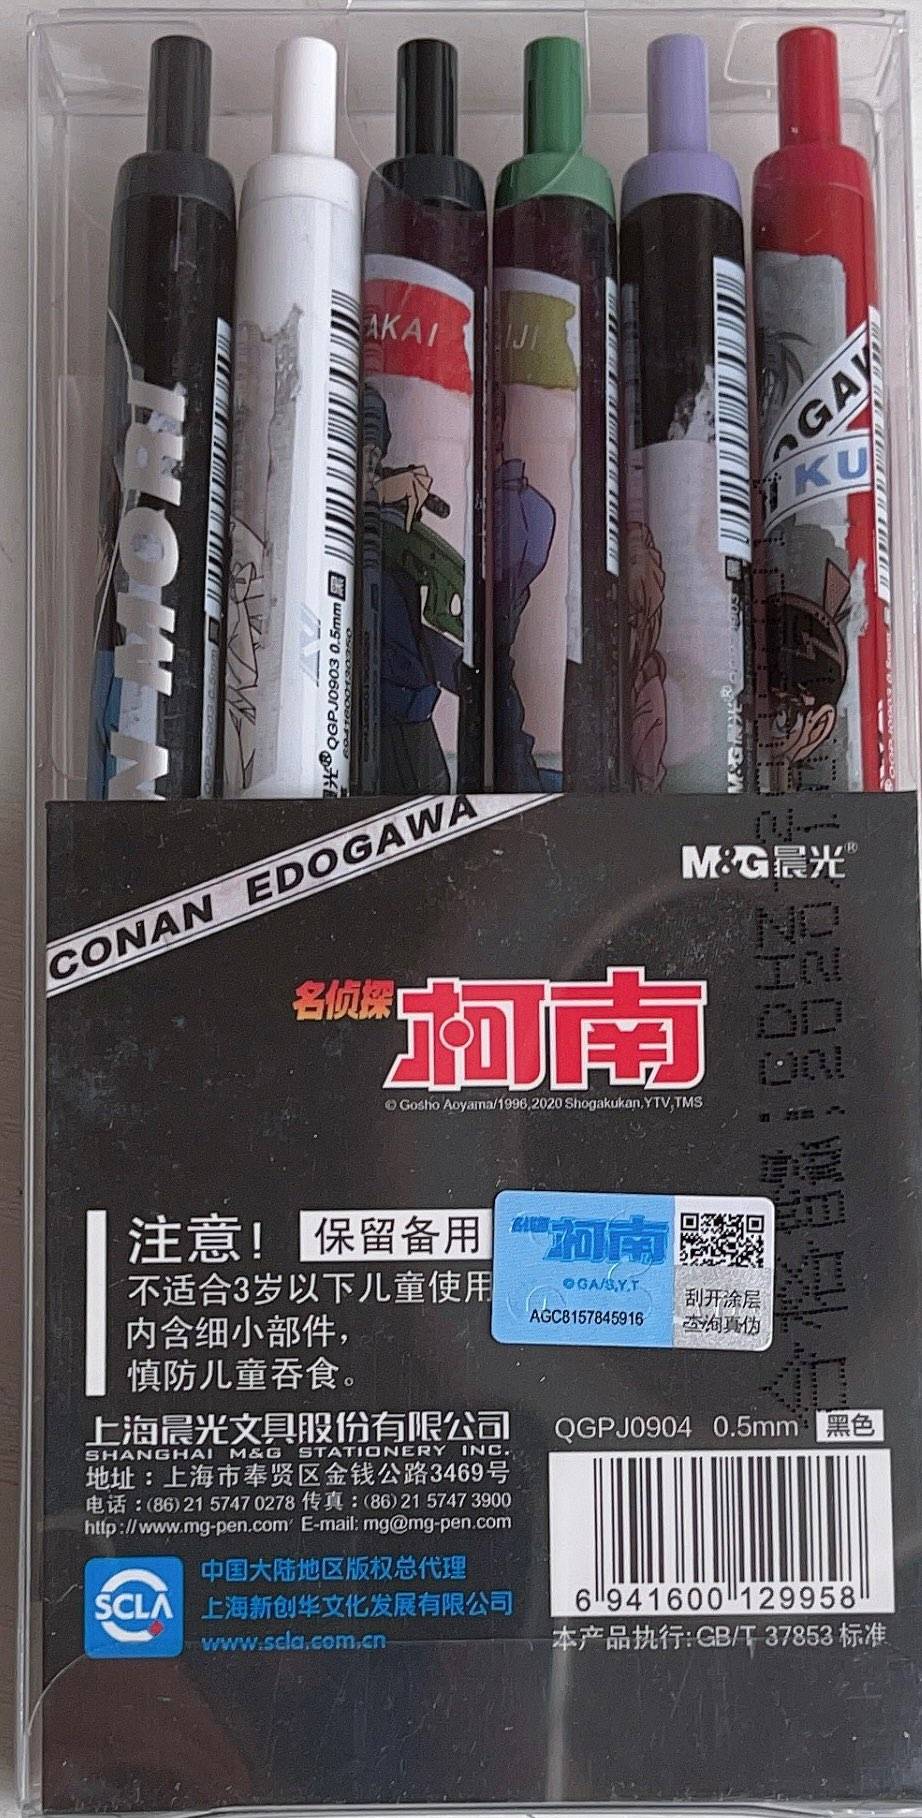 MORI
AKAI
IJI
OGAW
KU
QGPJ0903 0.5mm
CONAN EDOGAWA
M&G晨光®
名侦探柯南
© Gosho Aoyama/1996,2020 Shogakukan,YTV,TMS
注意! 保留备用
不适合3岁以下儿童使用
内含细小部件,
慎防儿童吞食。
柯南
©GA/S,Y,T
AGC8157845916
刮开涂层
查询真伪
上海晨光文具股份有限公司
SHANGHAI M&G STATIONERY INC.
地址:上海市奉贤区金钱公路3469号
电话:(86)21 5747 0278 传真:(86)21 5747 3900
http://www.mg-pen.com E-mail: mg@mg-pen.com
SCLA
中国大陆地区版权总代理
上海新创华文化发展有限公司
www.scla.com.cn
QGPJ0904 0.5mm 黑色
6 941600 129958
本产品执行:GB/T 37853 标准